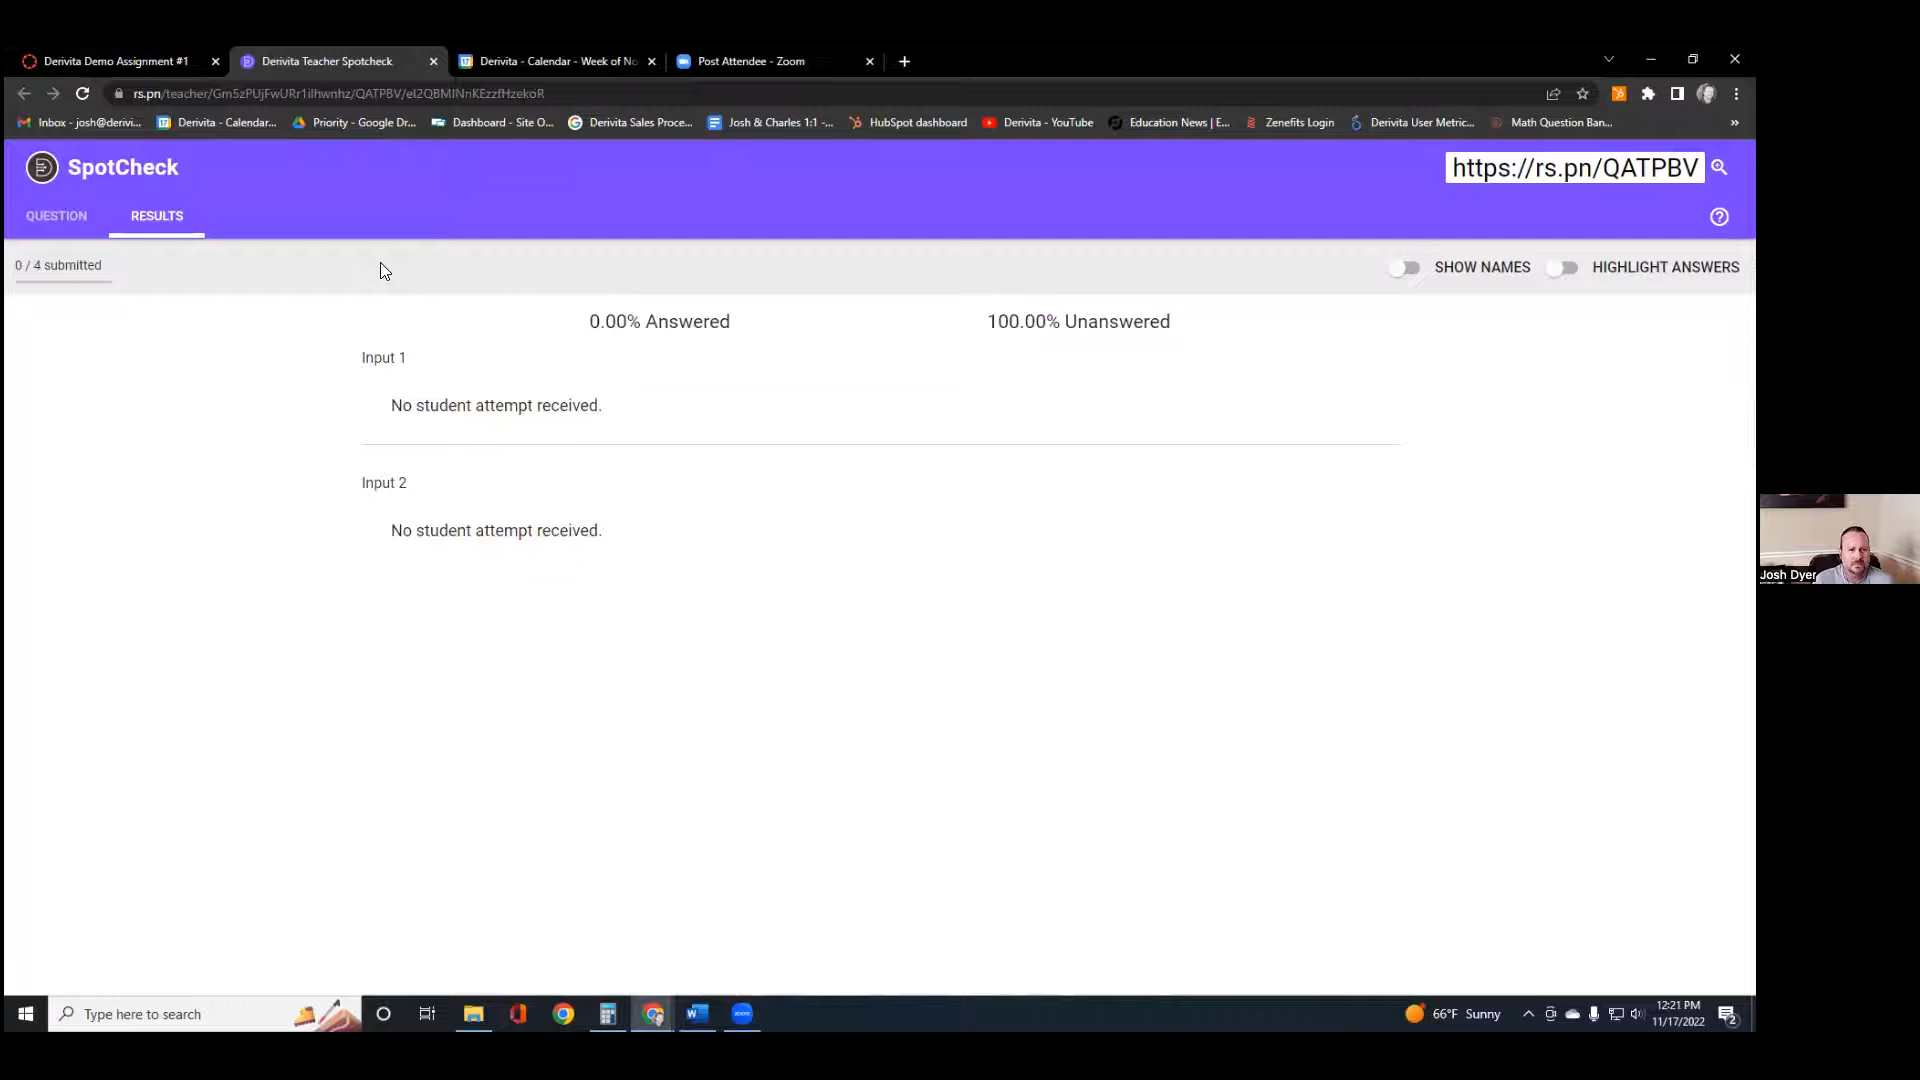 Derivita Demo Assignment #1
Derivita Teacher Spotcheck
Derivita - Calendar - Week of No
Post Attendee - Zoom
rs.pn/teacher/Gm5zPUjFwURr1iIhwnhz/QATPBV/eI2QBMINnKEzzfHzekoR
Inbox - josh@derivi...
Derivita - Calendar...
Priority - Google Dr...
Dashboard - Site O...
Derivita Sales Proce...
Josh & Charles 1:1 -...
HubSpot dashboard
Derivita - YouTube
Education News | E...
Zenefits Login
Derivita User Metric...
Math Question Ban...
SpotCheck
https://rs.pn/QATPBV
QUESTION
RESULTS
0 / 4 submitted
SHOW NAMES
HIGHLIGHT ANSWERS
0.00% Answered
100.00% Unanswered
Input 1
No student attempt received.
Input 2
No student attempt received.
Josh Dyer
Type here to search
66°F Sunny
12:21 PM
11/17/2022
2